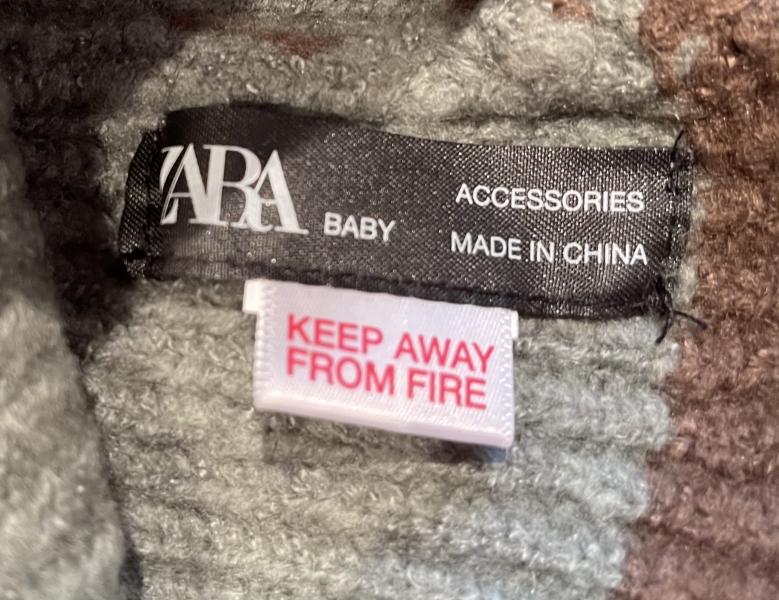 ZARA BABY
ACCESSORIES
MADE IN CHINA
KEEP AWAY
FROM FIRE